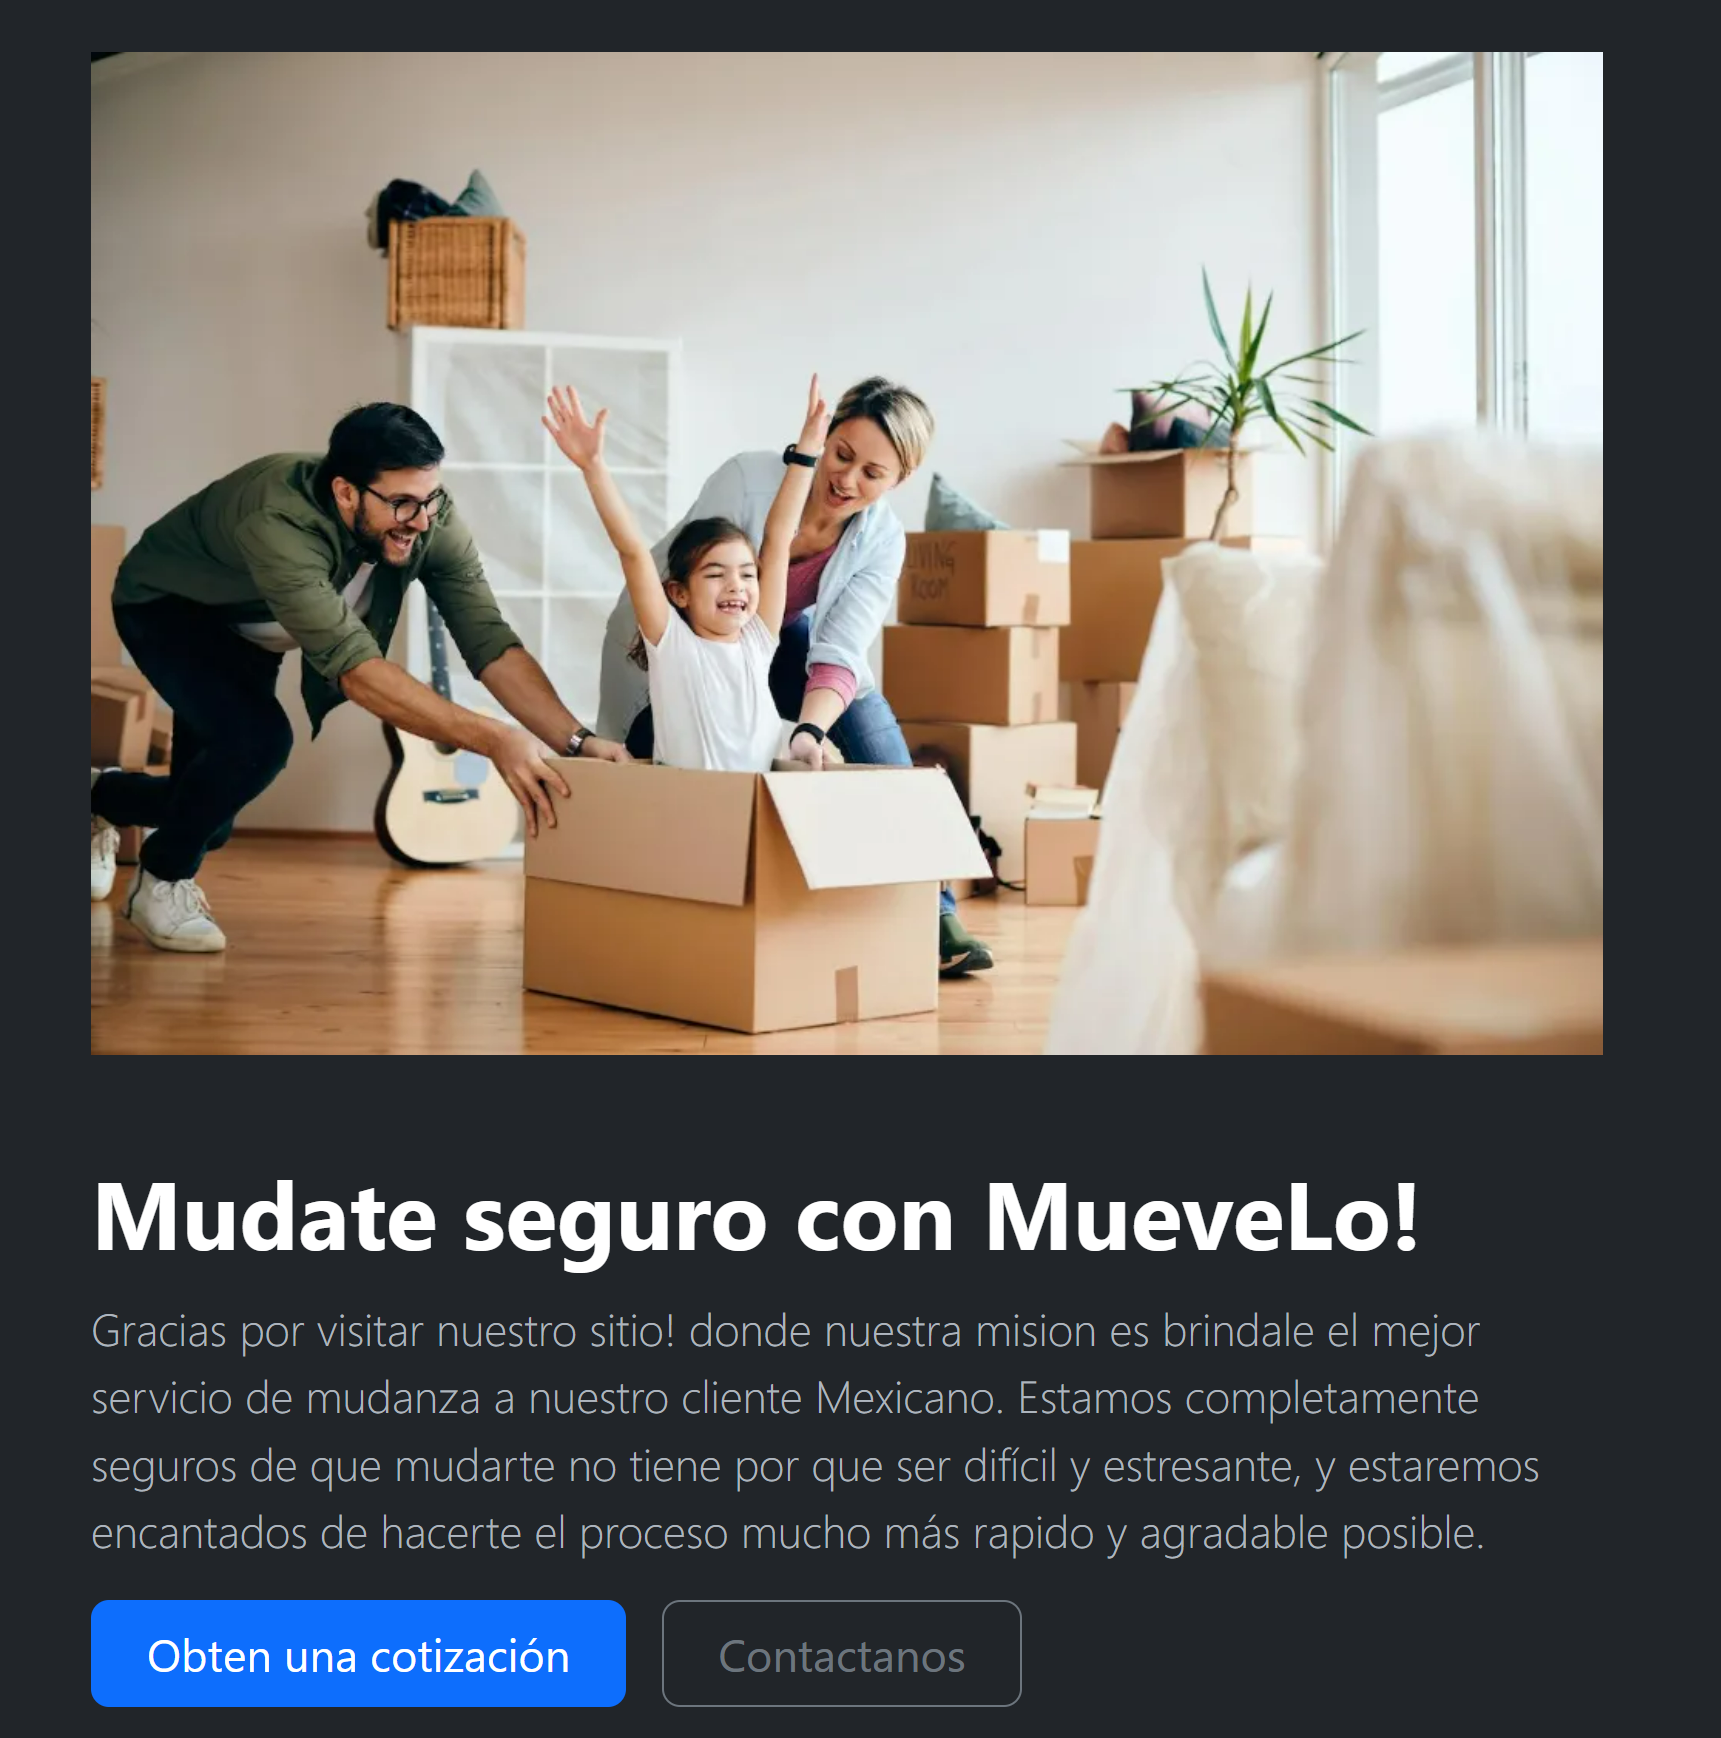 LIVING
ROOM
Mudate seguro con MueveLo!
Gracias por visitar nuestro sitio! donde nuestra mision es brindale el mejor
servicio de mudanza a nuestro cliente Mexicano. Estamos completamente
seguros de que mudarte no tiene por que ser difícil y estresante, y estaremos
encantados de hacerte el proceso mucho más rapido y agradable posible.
Obten una cotización
Contactanos